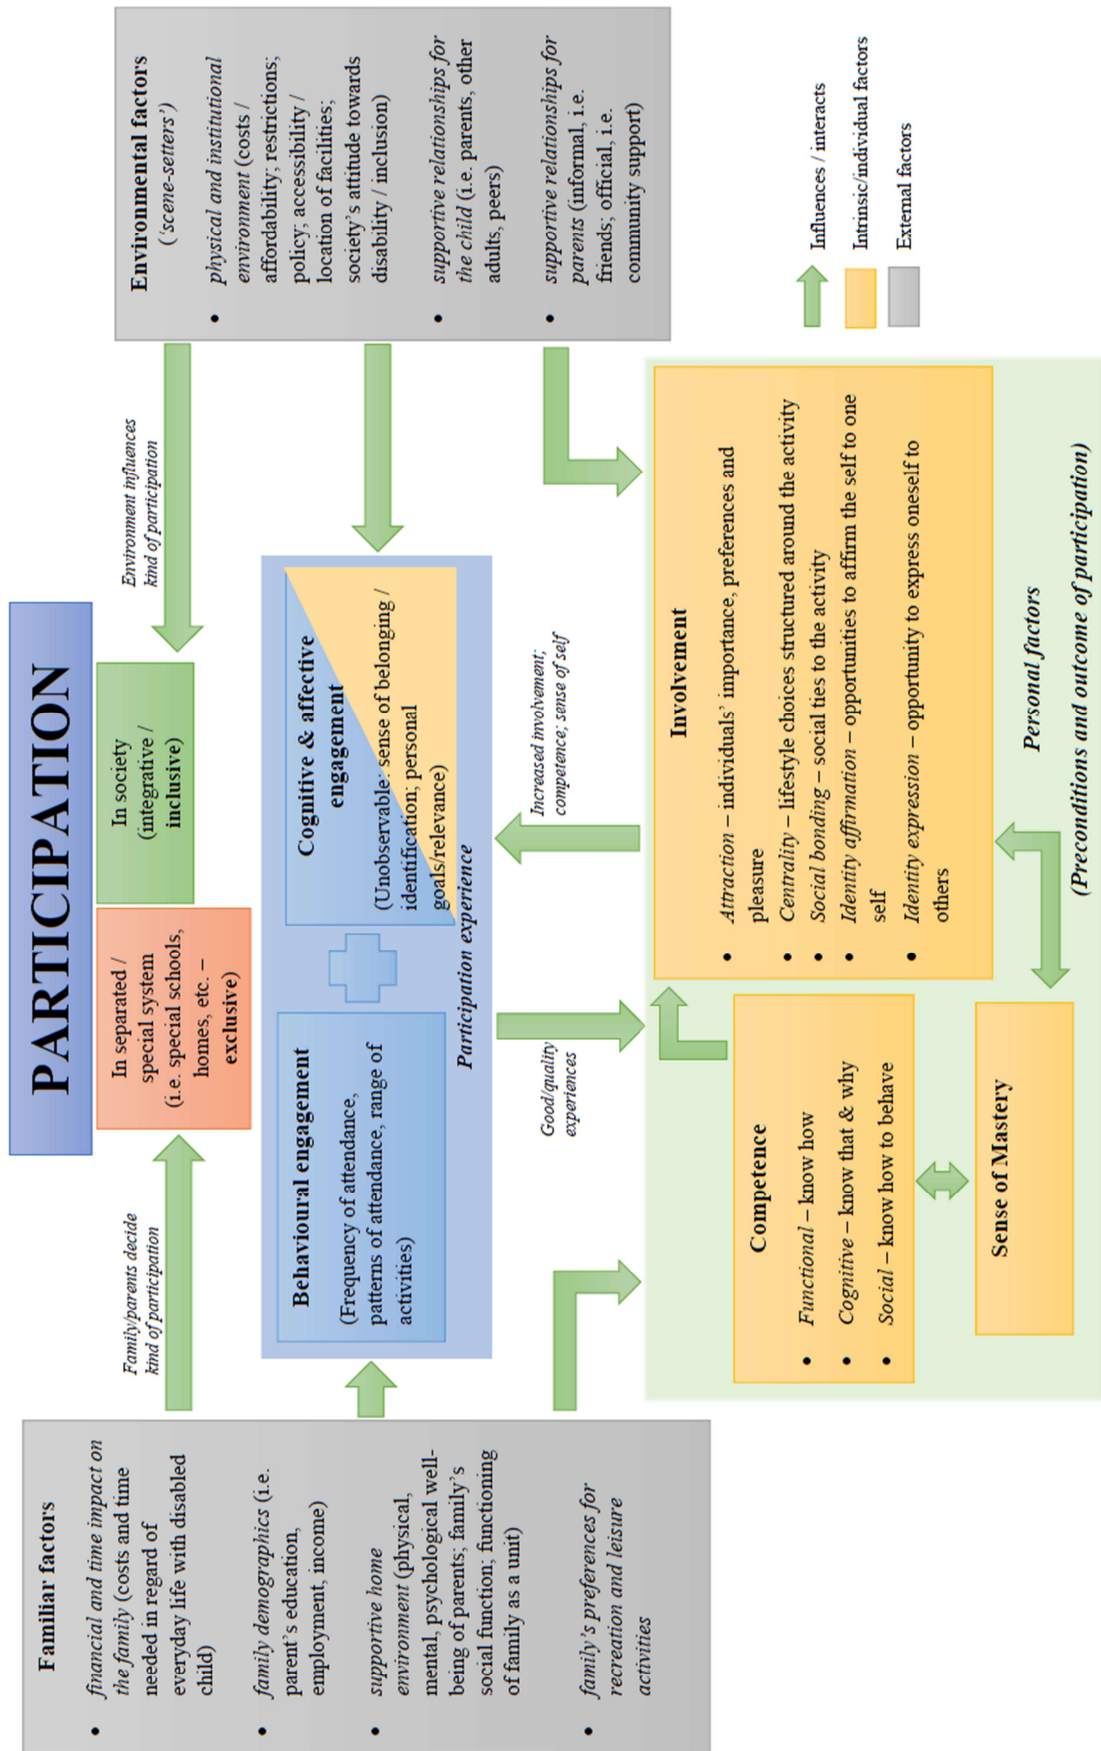 PARTICIPATION
Familiar factors
• financial and time impact on
the family (costs and time
needed in regard of
everyday life with disabled
child)
• family demographics (i.e.
parent's education,
employment, income)
• supportive home
environment (physical,
mental, psychological well-
being of parents; family's
social function; functioning
of family as a unit)
• family's preferences for
recreation and leisure
activities
Family/parents decide
kind of participation
In separated /
special system
(i.e. special schools,
homes, etc. –
exclusive)
In society
(integrative /
inclusive)
Environment influences
kind of participation
Environmental factors
('scene-setters')
• physical and institutional
environment (costs /
affordability; restrictions;
policy; accessibility /
location of facilities;
society's attitude towards
disability / inclusion)
• supportive relationships for
the child (i.e. parents, other
adults, peers)
• supportive relationships for
parents (informal, i.e.
friends; official, i.e.
community support)
Behavioural engagement
(Frequency of attendance,
patterns of attendance, range of
activities)
Cognitive & affective
engagement
(Unobservable: sense of belonging /
identification; personal
goals/relevance)
Participation experience
Good/quality
experiences
Increased involvement;
competence; sense of self
Competence
• Functional – know how
• Cognitive – know that & why
• Social – know how to behave
Sense of Mastery
Involvement
• Attraction – individuals' importance, preferences and
pleasure
• Centrality – lifestyle choices structured around the activity
• Social bonding – social ties to the activity
• Identity affirmation – opportunities to affirm the self to one
self
• Identity expression – opportunity to express oneself to
others
Personal factors
(Preconditions and outcome of participation)
Influences / interacts
Intrinsic/individual factors
External factors